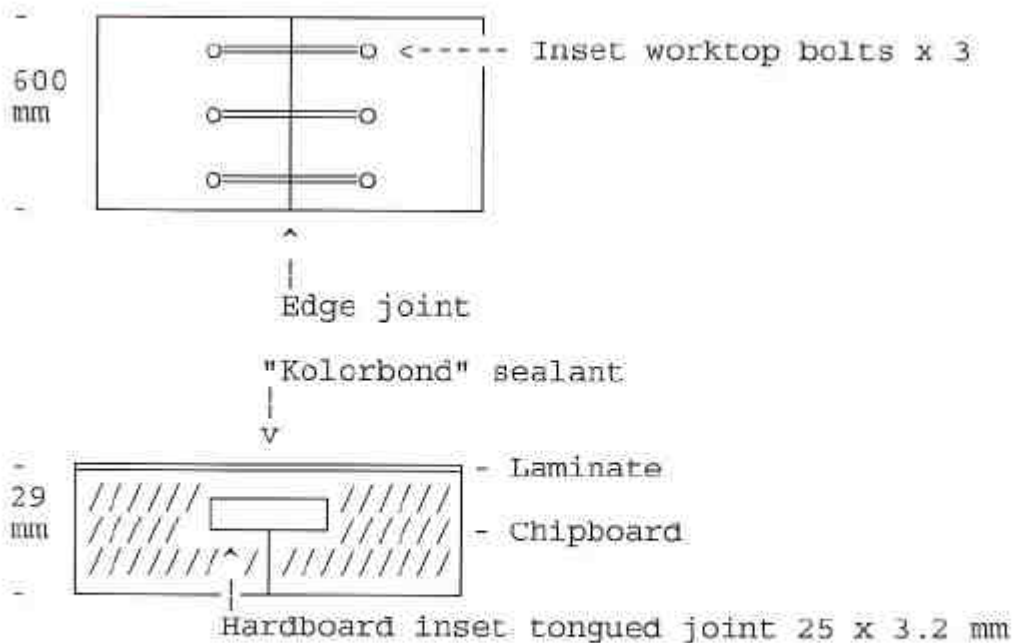 Inset worktop bolts x 3
600
mm
Edge joint
"Kolorbond" sealant
Laminate
29
mm
Chipboard
Hardboard inset tongued joint 25 x 3.2 mm